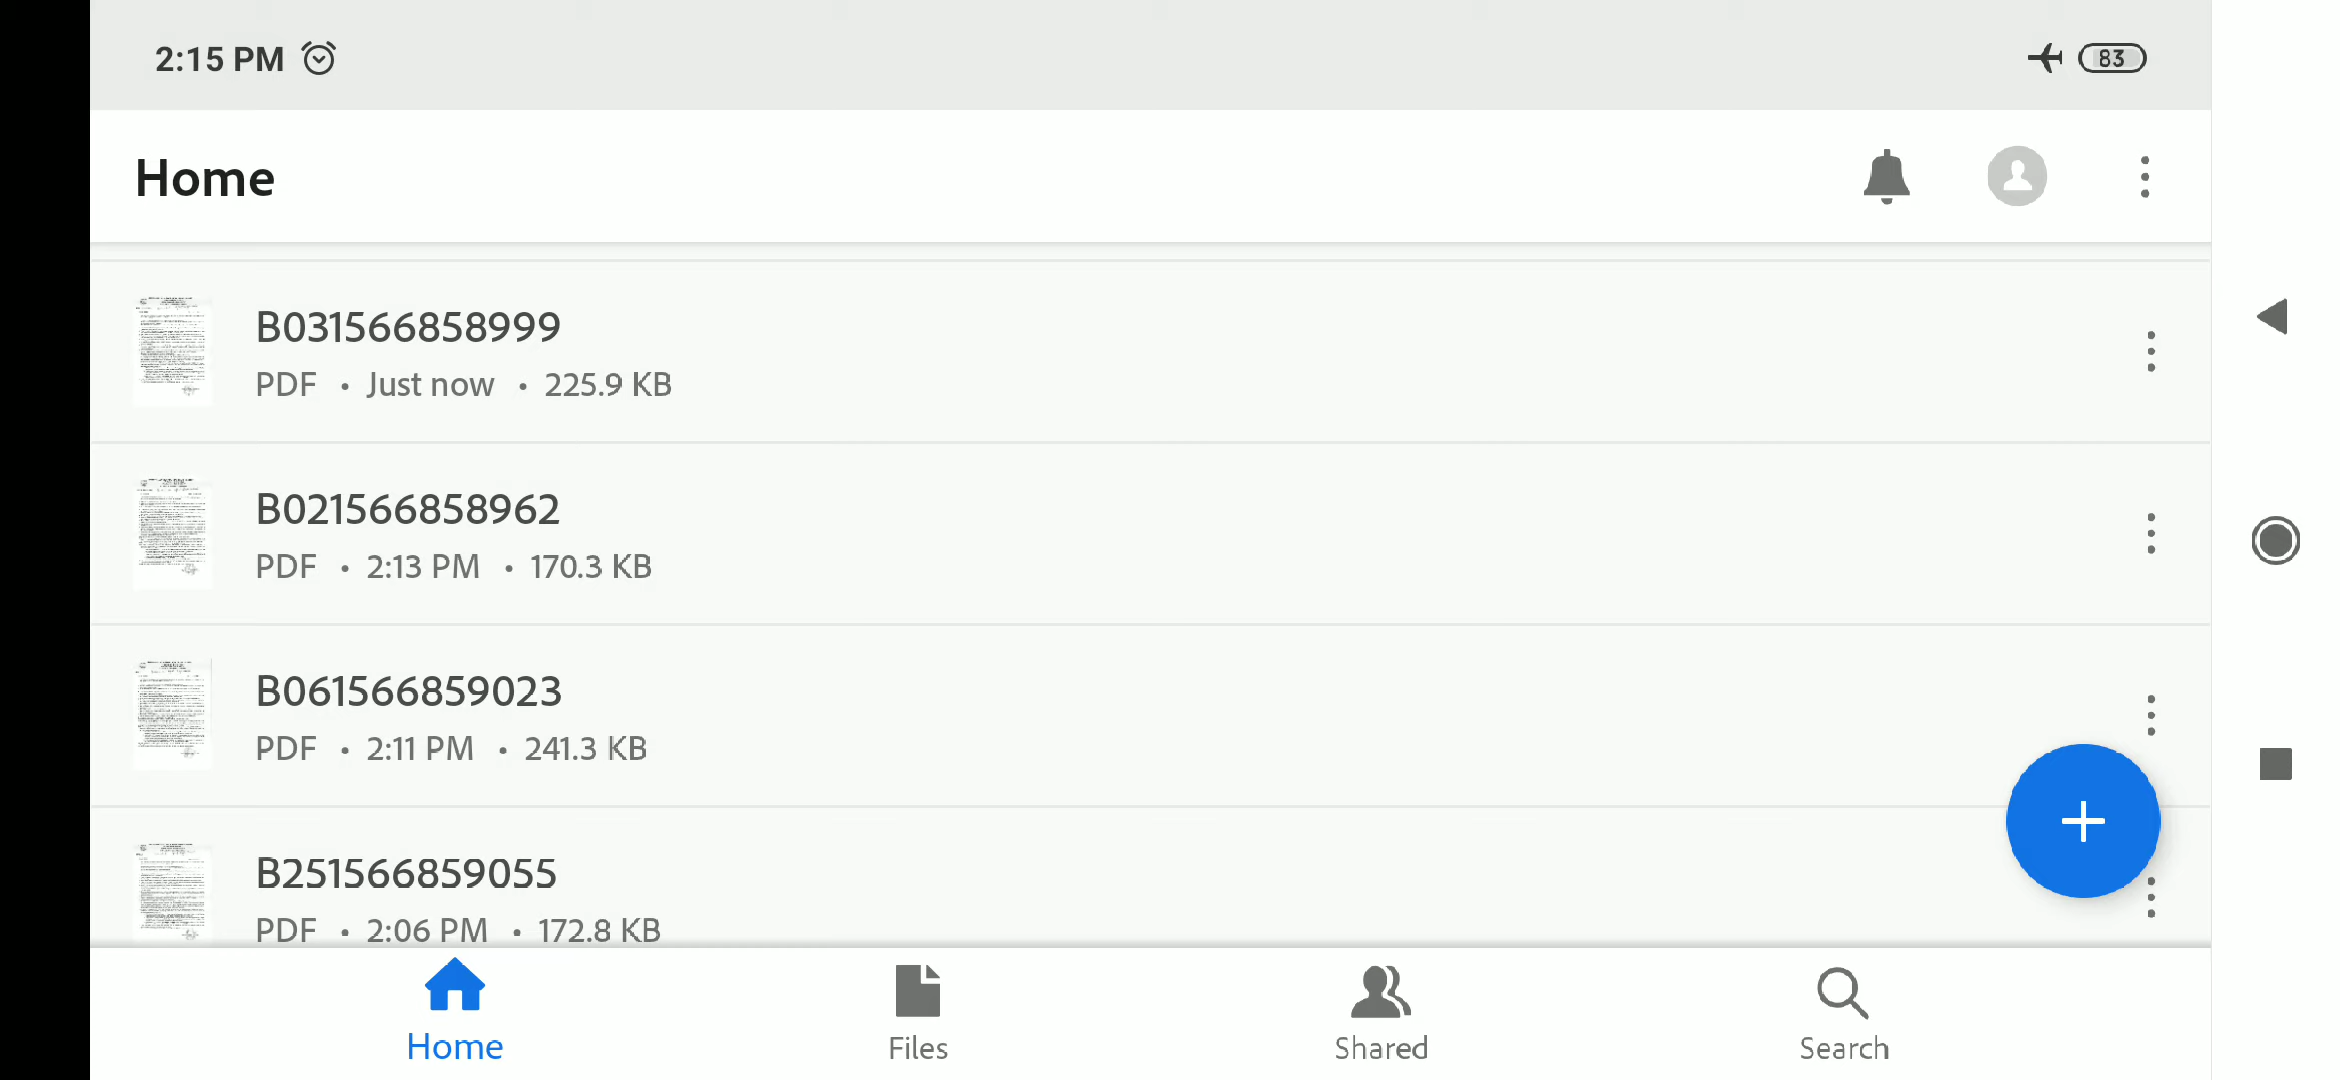 2:15 PM
83
Home
B031566858999
PDF • Just now • 225.9 KB
B021566858962
PDF • 2:13 PM • 170.3 KB
B061566859023
PDF • 2:11 PM • 241.3 KB
B251566859055
PDF • 2:06 PM • 172.8 KB
Home
Files
Shared
Search